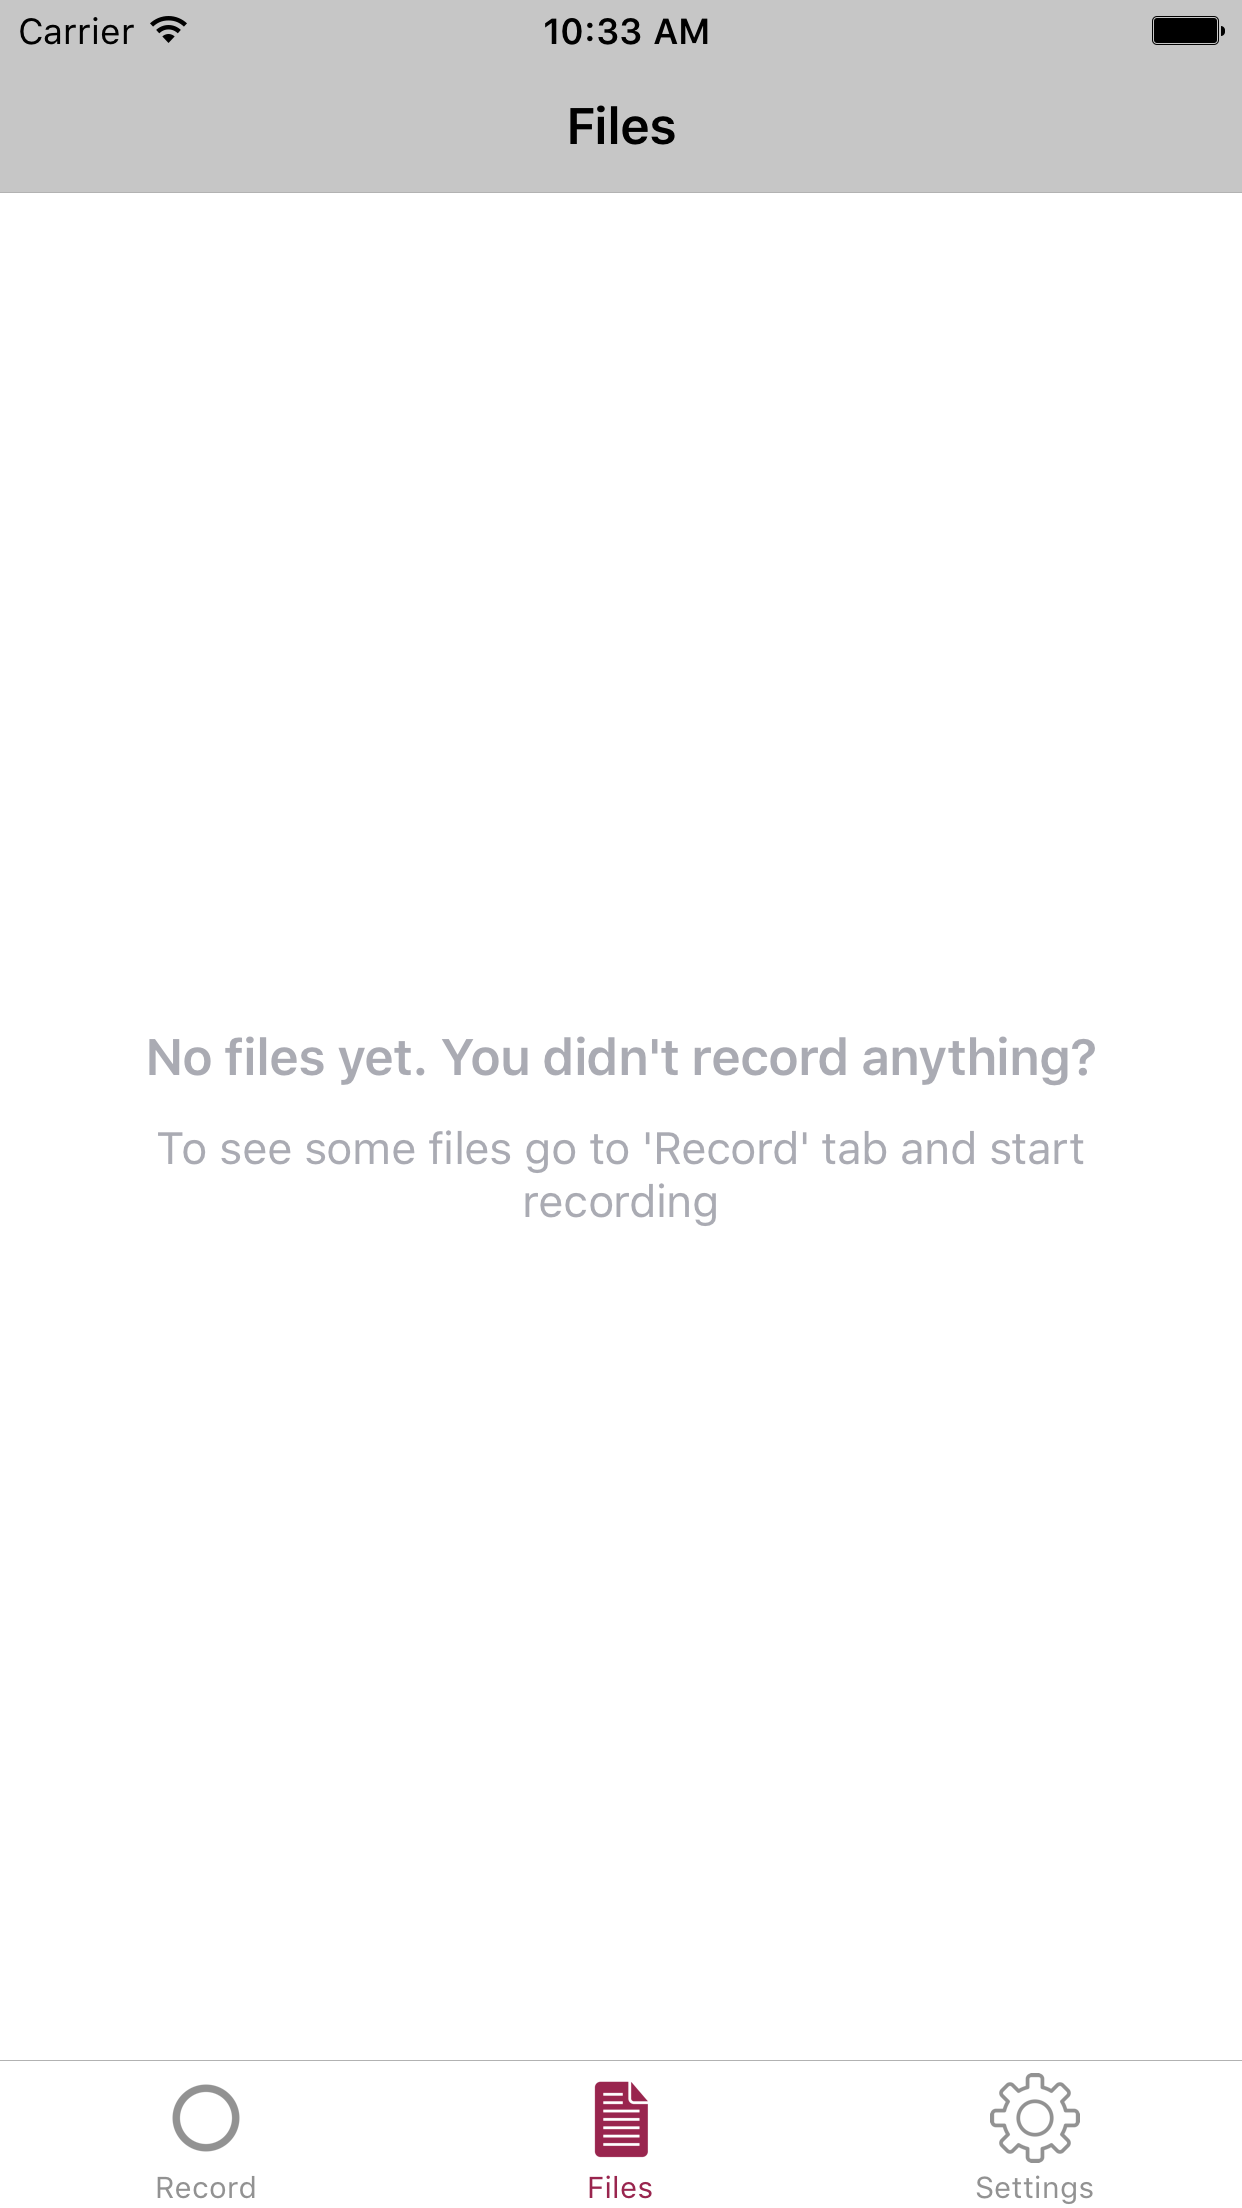 Carrier
10:33 AM
Files
No files yet. You didn't record anything?
To see some files go to 'Record' tab and start
recording
Record
Files
Settings